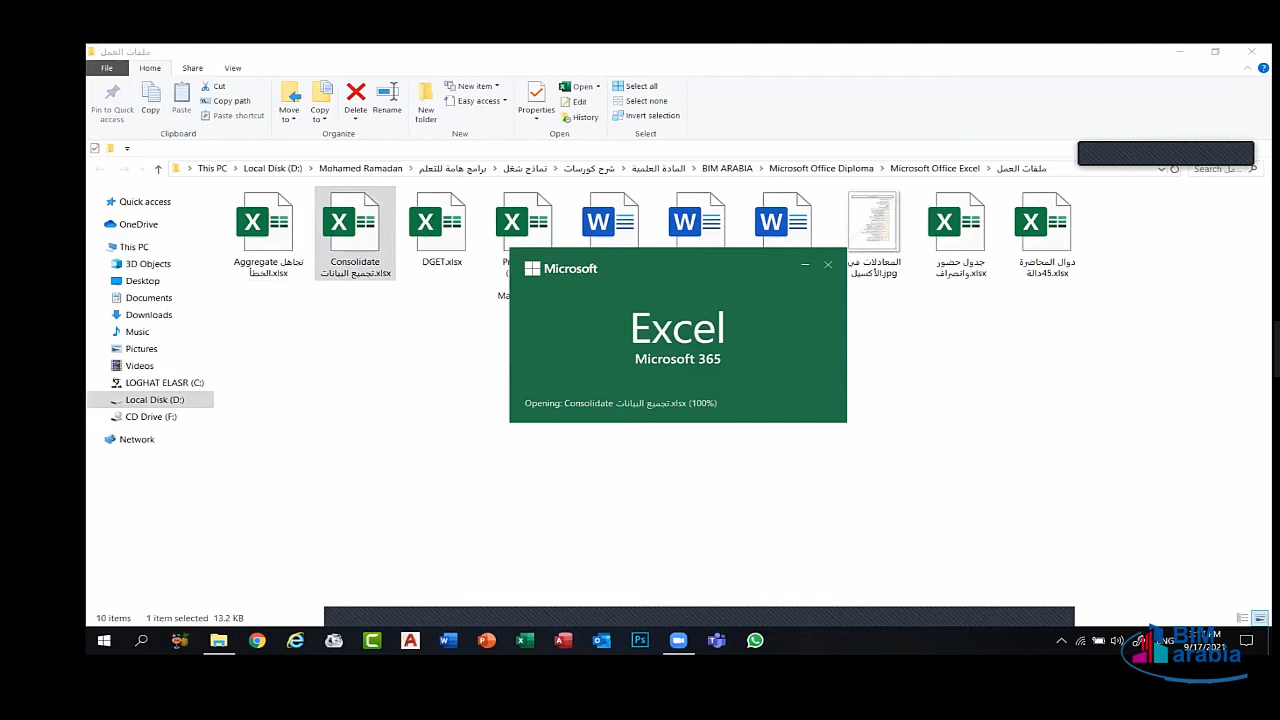 ملفات العمل
File Home Share View
Pin to Quick access
Copy
Paste
Cut
Copy path
Paste shortcut
Clipboard
Move to
Copy to
Delete
Rename
Organize
New folder
New item
Easy access
New
Properties
Open
Edit
History
Open
Select all
Select none
Invert selection
Select
This PC > Local Disk (D:) > Mohamed Ramadan > برامج هامة للتعلم > نماذج شغل > شرح كورسات > المادة العلمية > BIM ARABIA > Microsoft Office Diploma > Microsoft Office Excel > ملفات العمل
Quick access
OneDrive
This PC
3D Objects
Desktop
Documents
Downloads
Music
Pictures
Videos
LOGHAT ELASR (C:)
Local Disk (D:)
CD Drive (F:)
Network
Aggregate تجاهل
الخطأ.xlsx
Consolidate
تجميع البيانات.xlsx
DGET.xlsx
المعادلات في
الأكسيل.jpg
جدول حضور
وانصراف.xlsx
دوال المحاضرة
45دالة.xlsx
Microsoft
Excel
Microsoft 365
Opening: Consolidate تجميع البيانات.xlsx (100%)
10 items 1 item selected 13.2 KB
9/17/2021
BIM
arabia